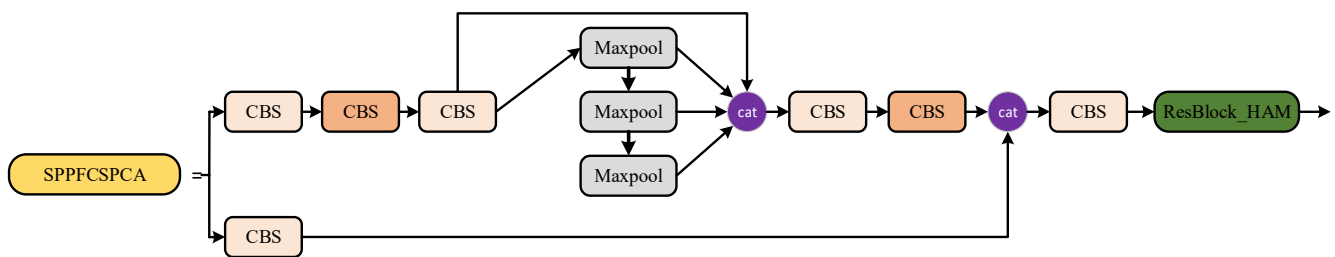 SPPFCSPCA
=
CBS
CBS
CBS
Maxpool
Maxpool
Maxpool
cat
CBS
CBS
cat
CBS
ResBlock_HAM
CBS